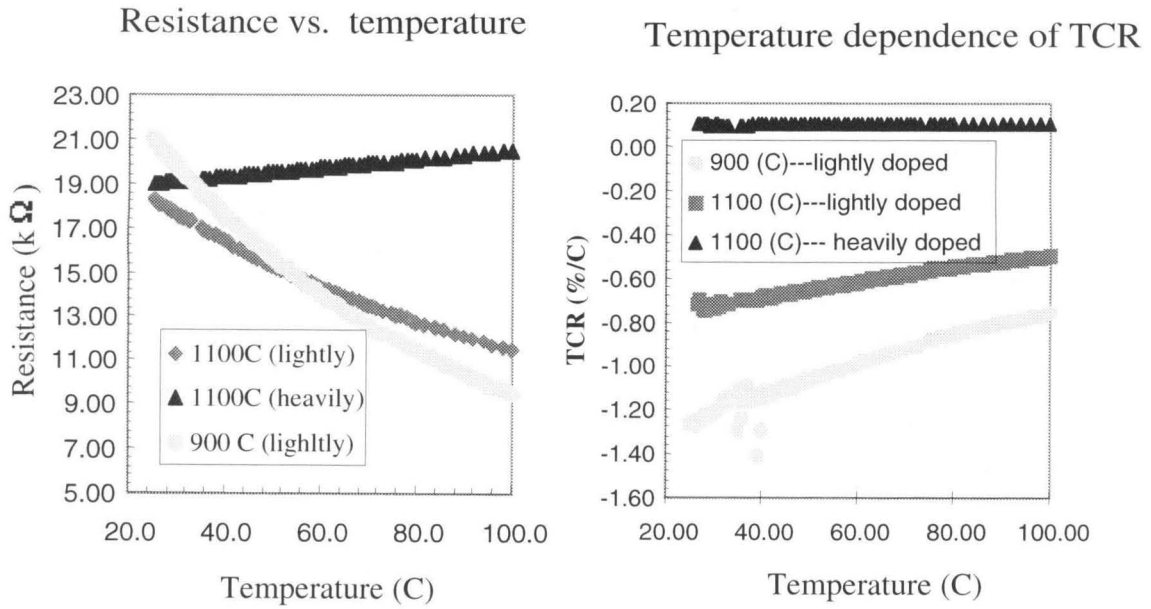 Resistance vs. temperature
23.00
21.00
19.00
17.00
15.00
13.00
11.00
9.00
7.00
5.00
Resistance (k Ω)
1100C (lightly)
1100C (heavily)
900 C (lighltly)
20.0 40.0 60.0 80.0 100.0
Temperature (C)
Temperature dependence of TCR
0.20
0.00
-0.20
-0.40
-0.60
-0.80
-1.00
-1.20
-1.40
-1.60
TCR (%/C)
900 (C)---lightly doped
1100 (C)---lightly doped
1100 (C)--- heavily doped
20.00 40.00 60.00 80.00 100.00
Temperature (C)